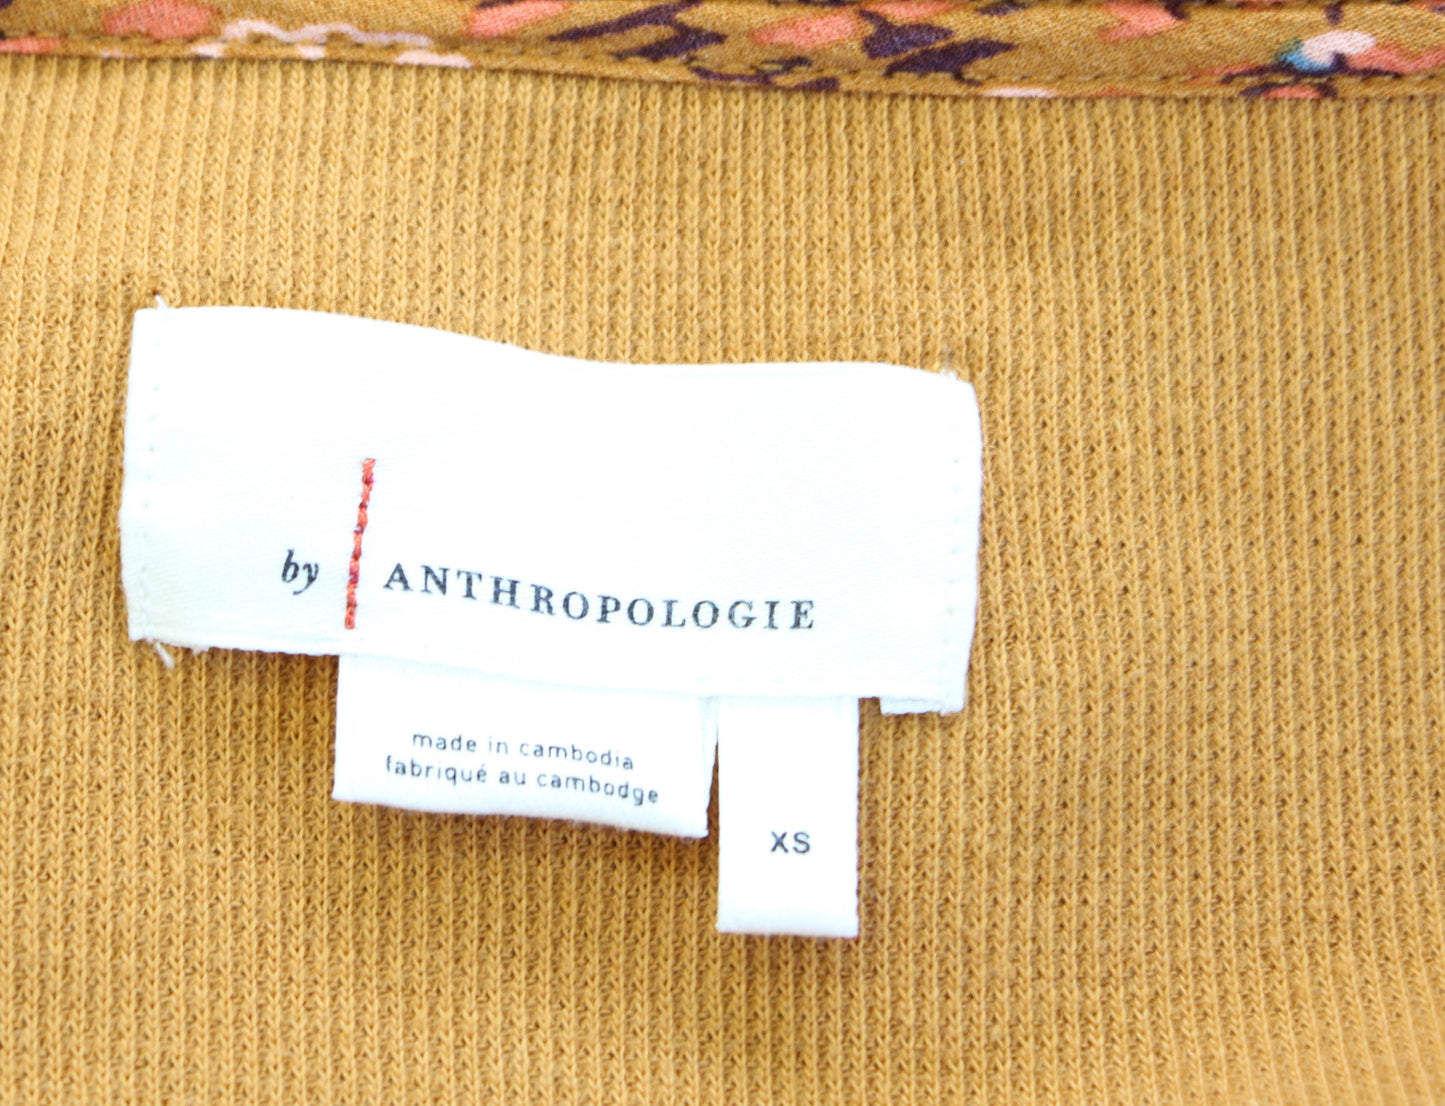 by ANTHROPOLOGIE
made in cambodia
fabriqué au cambodge
XS